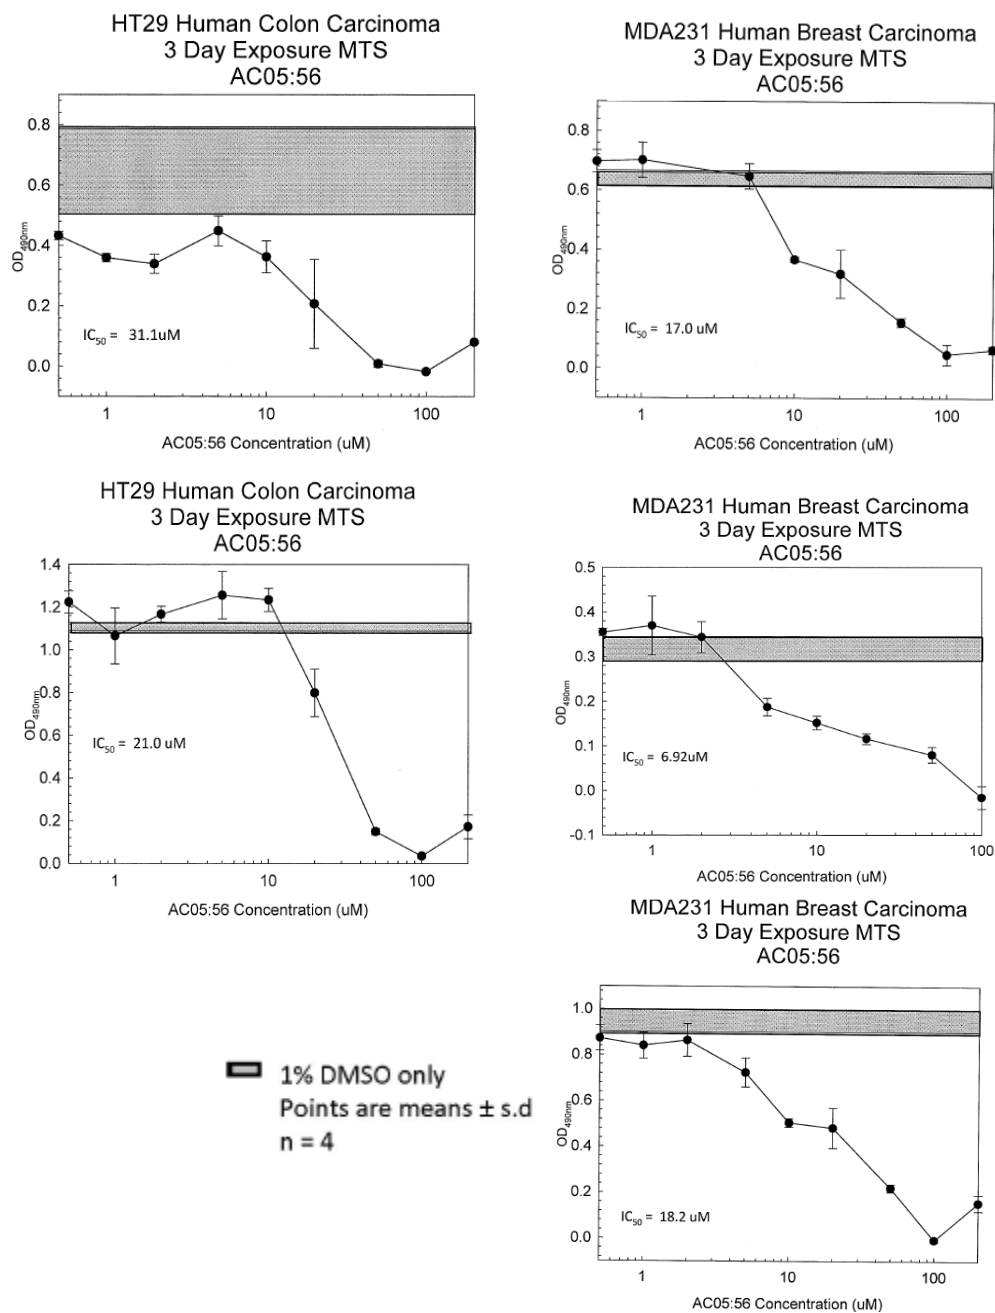 HT29 Human Colon Carcinoma
3 Day Exposure MTS
AC05:56
0.8
0.6
0.4
0.2
0.0
OD490nm
IC50 = 31.1uM
1 10 100
AC05:56 Concentration (uM)
MDA231 Human Breast Carcinoma
3 Day Exposure MTS
AC05:56
0.8
0.6
0.4
0.2
0.0
OD490nm
IC50 = 17.0 uM
1 10 100
AC05:56 Concentration (uM)
HT29 Human Colon Carcinoma
3 Day Exposure MTS
AC05:56
1.4
1.2
1.0
0.8
0.6
0.4
0.2
0.0
OD490nm
IC50 = 21.0 uM
1 10 100
AC05:56 Concentration (uM)
MDA231 Human Breast Carcinoma
3 Day Exposure MTS
AC05:56
0.5
0.4
0.3
0.2
0.1
0.0
-0.1
OD490nm
IC50 = 6.92uM
1 10 100
AC05:56 Concentration (uM)
MDA231 Human Breast Carcinoma
3 Day Exposure MTS
AC05:56
1.0
0.8
0.6
0.4
0.2
0.0
OD490nm
IC50 = 18.2 uM
1 10 100
AC05:56 Concentration (uM)
1% DMSO only
Points are means ± s.d
n = 4